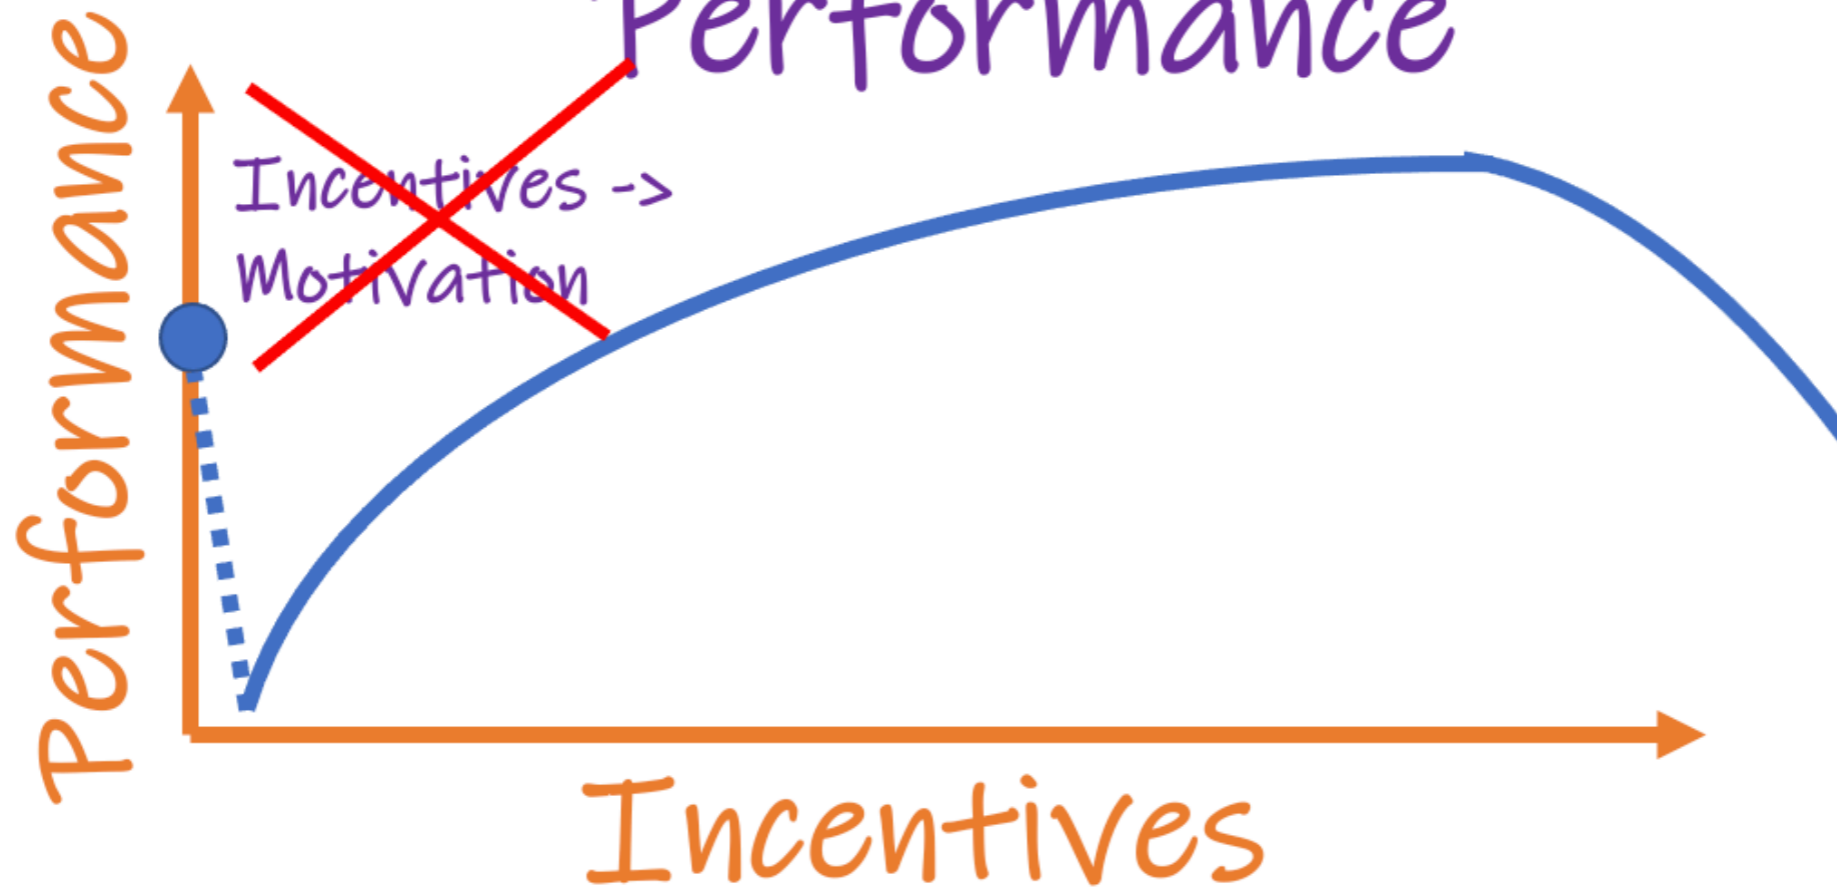 Performance
Incentives ->
Motivation
Performance
Incentives